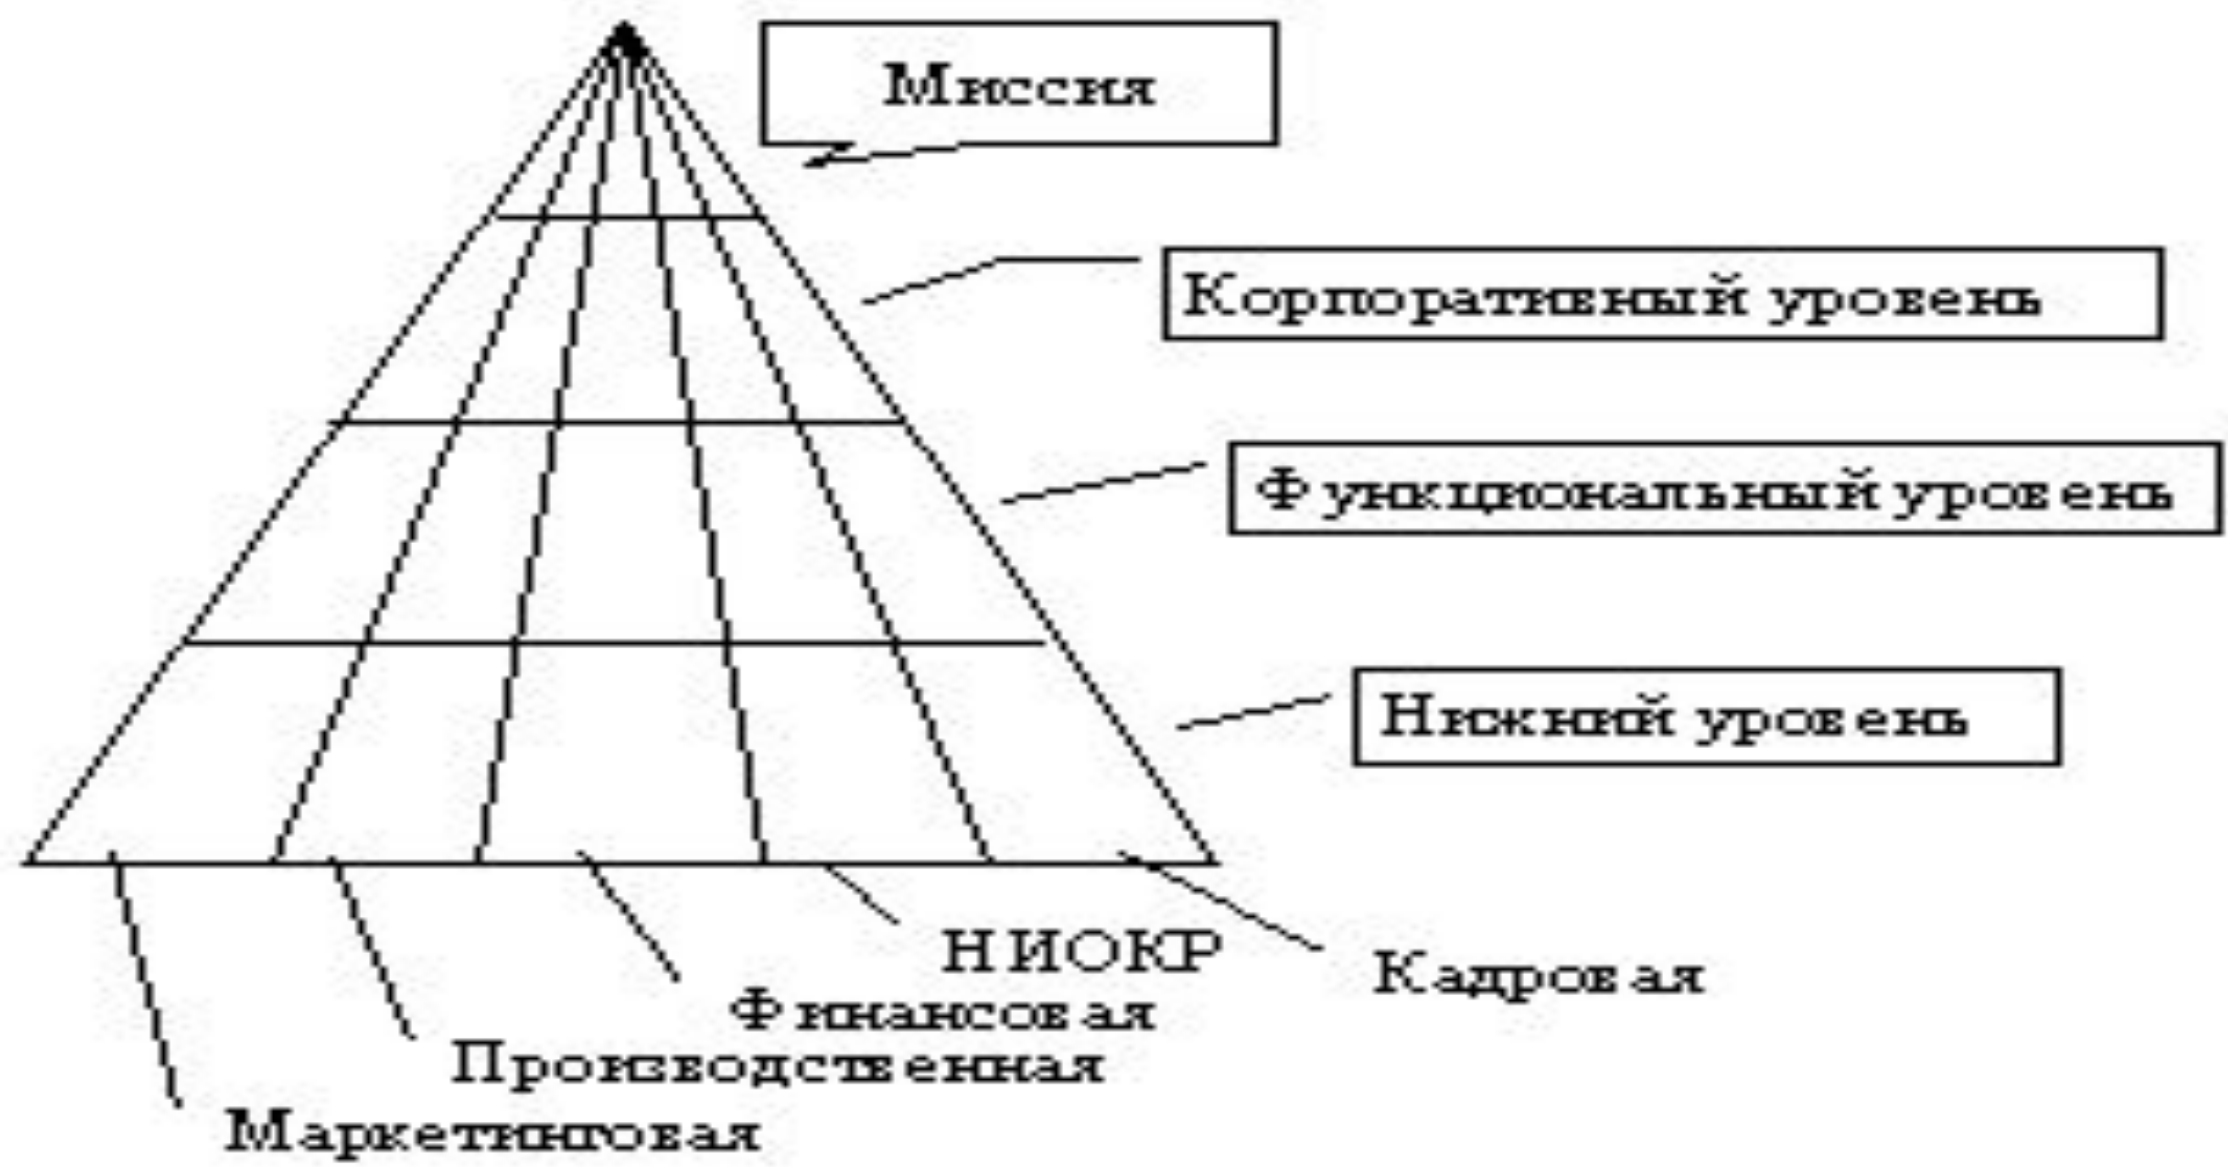 Миссия
Корпоративный уровень
Функциональный уровень
Нижний уровень
НИОКР
Кадровая
Финансовая
Производственная
Маркетинговая